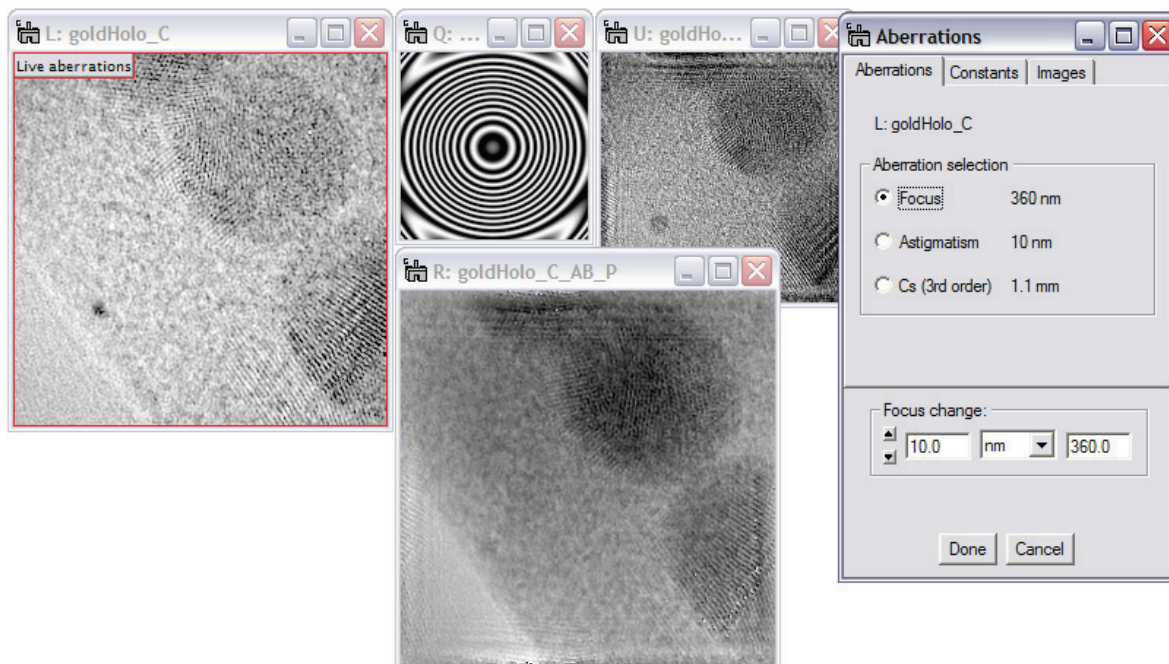 L: goldHolo_C
Live aberrations
Q: ...
U: goldHo...
R: goldHolo_C_AB_P
Aberrations
Aberrations Constants Images
L: goldHolo_C
Aberration selection
Focus 360 nm
Astigmatism 10 nm
Cs (3rd order) 1.1 mm
Focus change:
10.0 nm 360.0
Done Cancel